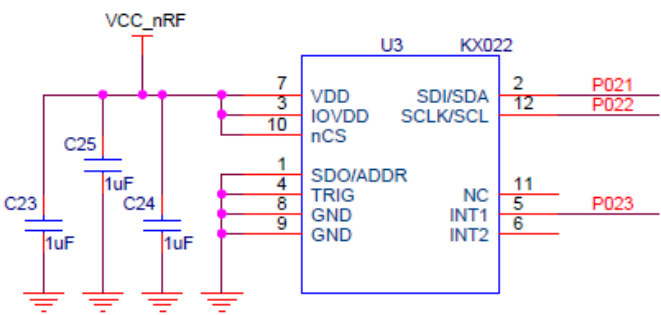 VCC_nRF
U3 KX022
7 VDD SDI/SDA 2 P021
3 IOVDD SCLK/SCL 12 P022
10 nCS
C25
1uF
1 SDO/ADDR
4 TRIG NC 11
C23 C24 8 GND INT1 5 P023
9 GND INT2 6
1uF 1uF